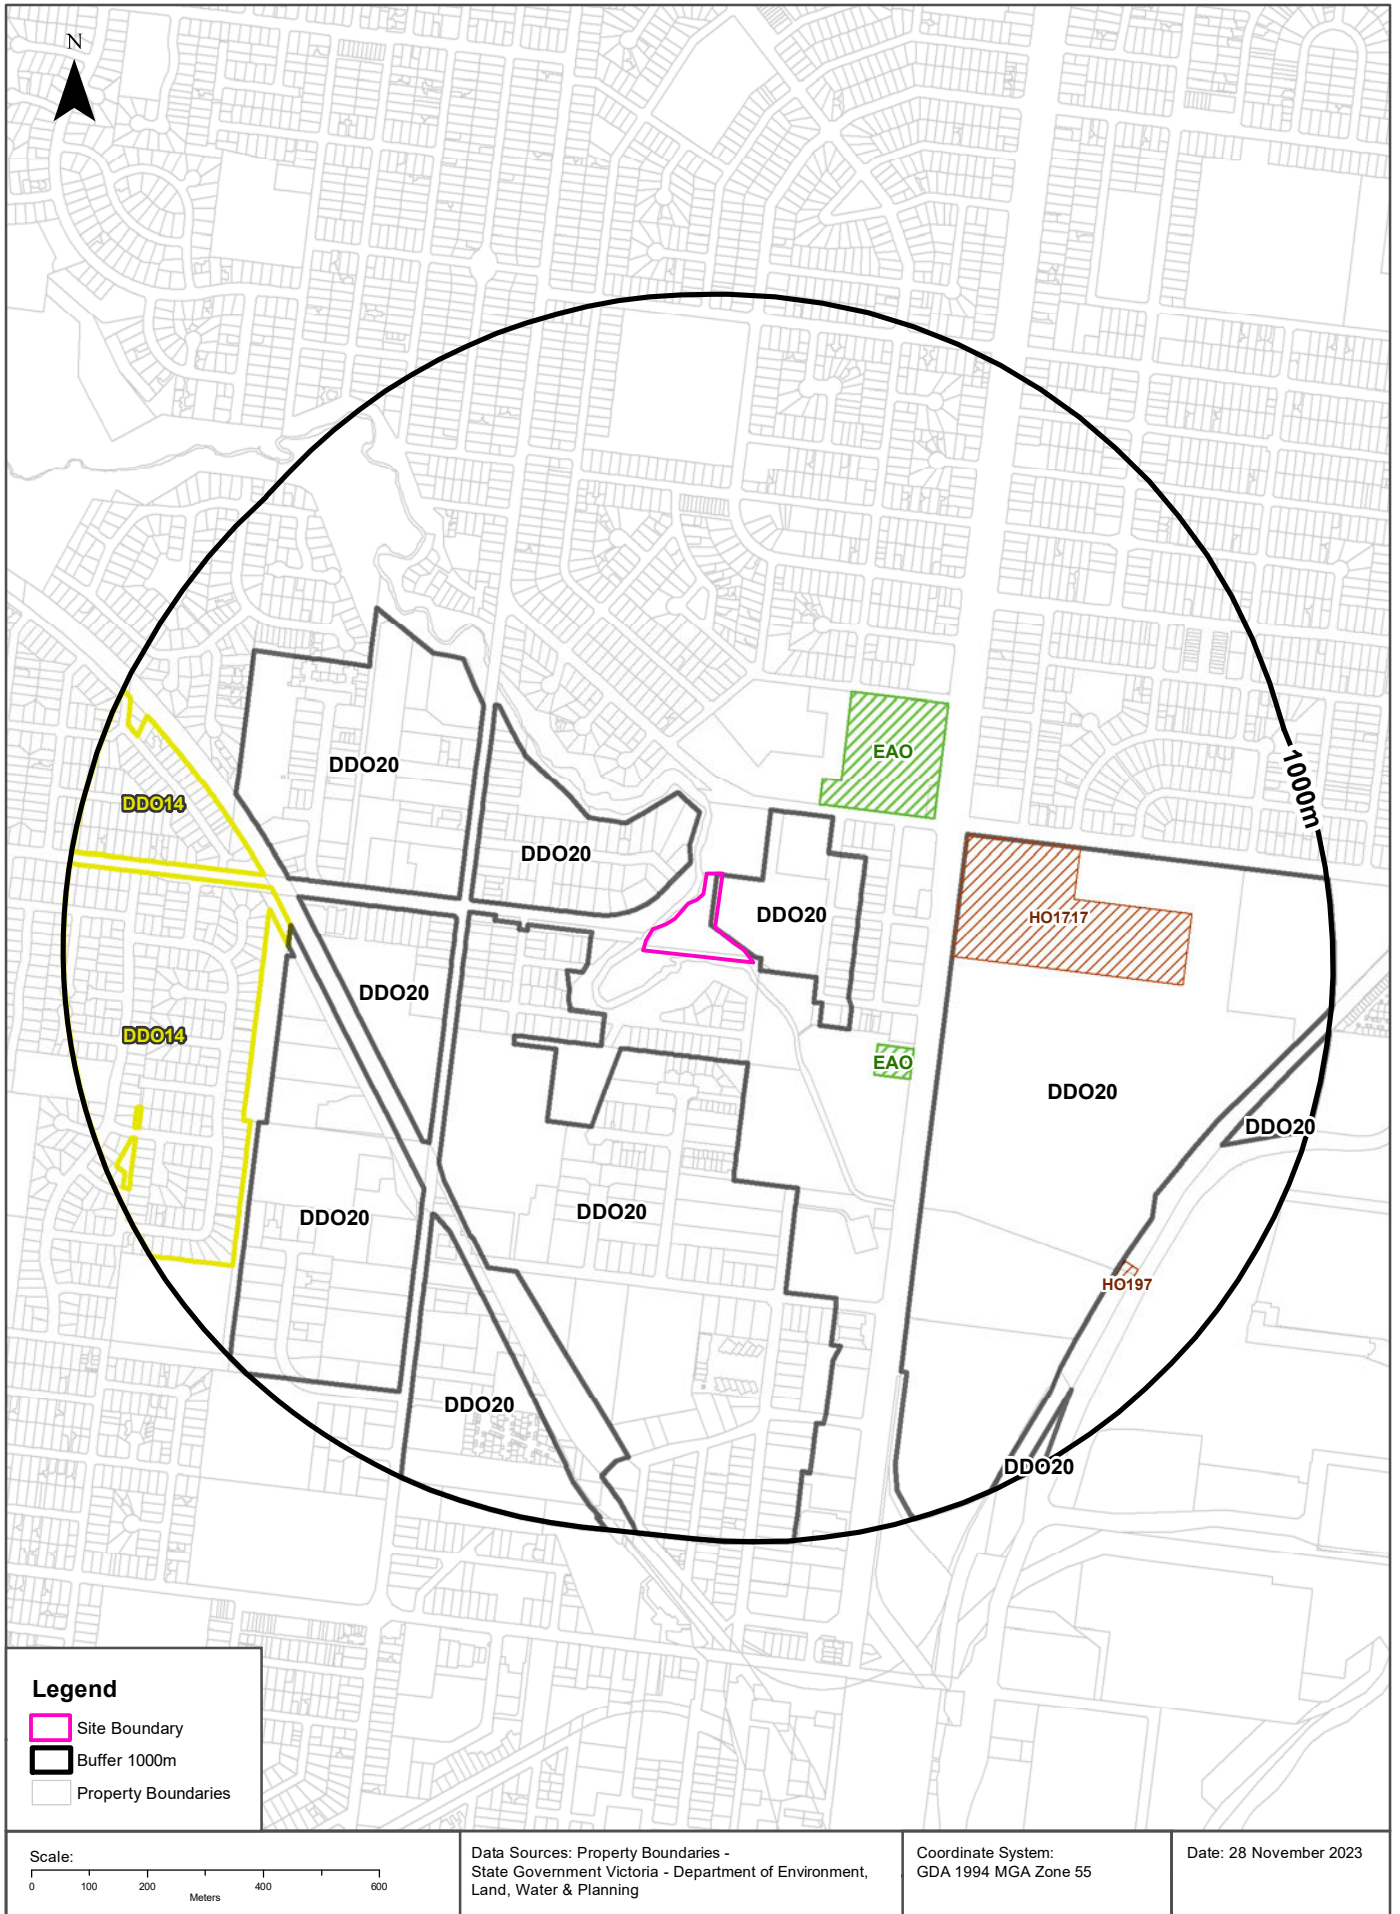 N
1000m
EAO
DDO20
DDO14
DDO20
DDO20
HO1717
DDO20
DDO14
EAO
DDO20
DDO20
DDO20
DDO20
HO197
DDO20
DDO20
Legend
Site Boundary
Buffer 1000m
Property Boundaries
Scale:
0 100 200 400 600
Meters
Data Sources: Property Boundaries -
State Government Victoria - Department of Environment,
Land, Water & Planning
Coordinate System:
GDA 1994 MGA Zone 55
Date: 28 November 2023